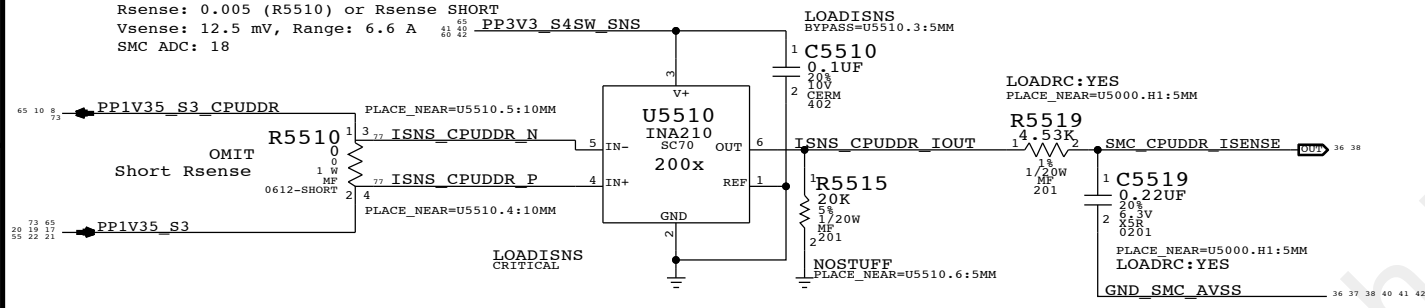 Rsense: 0.005 (R5510) or Rsense SHORT
Vsense: 12.5 mV, Range: 6.6 A
SMC ADC: 18
65
41 40
60 42
PP3V3_S4SW_SNS
LOADISNS
BYPASS=U5510.3:5MM
1
C5510
0.1UF
20%
10V
2
CERM
402
3
V+
65 10 8
73
PP1V35_S3_CPUDDR
PLACE_NEAR=U5510.5:10MM
R5510
0
0
1 W
MF
0612-SHORT
OMIT
Short Rsense
1 3
2 4
77 ISNS_CPUDDR_N
77 ISNS_CPUDDR_P
PLACE_NEAR=U5510.4:10MM
73 65
20 19 17
55 22 21
PP1V35_S3
U5510
INA210
SC70
200x
5 IN-
4 IN+
OUT 6
REF 1
GND
2
LOADISNS
CRITICAL
ISNS_CPUDDR_IOUT
1
R5515
20K
5%
1/20W
MF
2 201
NOSTUFF
PLACE_NEAR=U5510.6:5MM
LOADRC:YES
PLACE_NEAR=U5000.H1:5MM
R5519
4.53K
1 2
1%
1/20W
MF
201
SMC_CPUDDR_ISENSE
OUT 36 38
1
C5519
0.22UF
20%
2 6.3V
X5R
0201
PLACE_NEAR=U5000.H1:5MM
LOADRC:YES
GND_SMC_AVSS
36 37 38 40 41 42